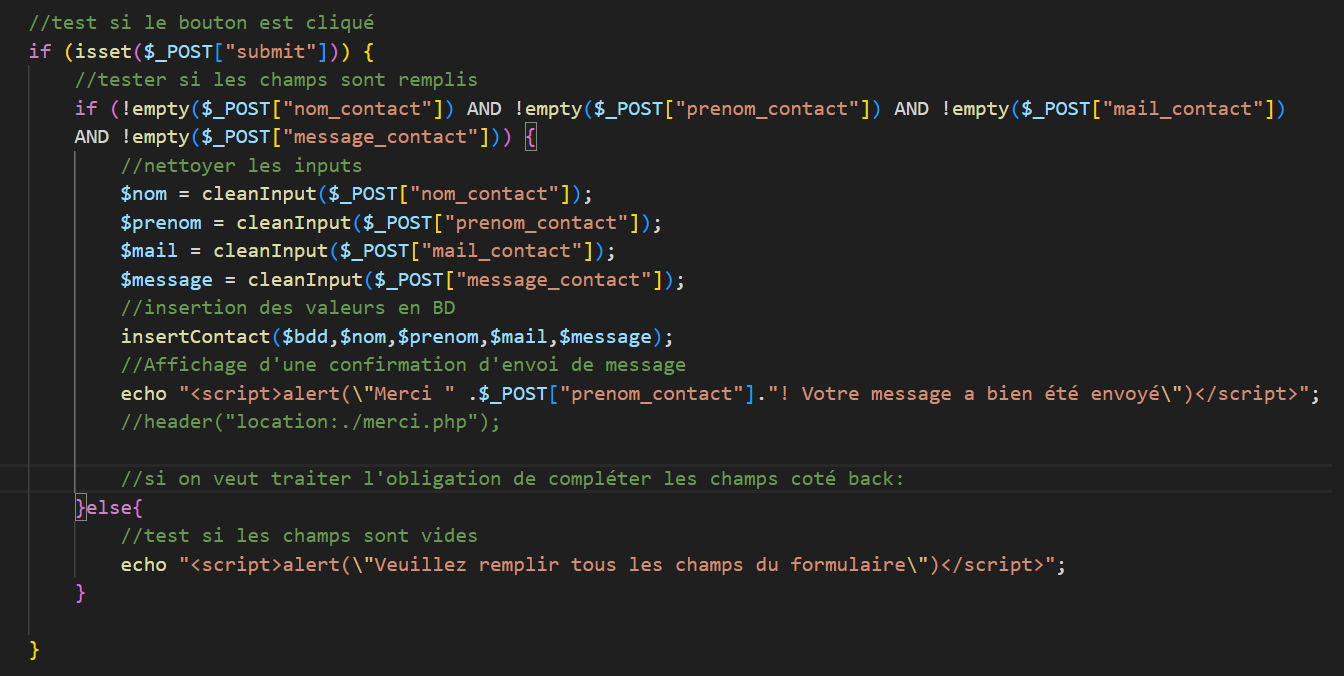 //test si le bouton est cliqué
if (isset($_POST["submit"])) {
//tester si les champs sont remplis
if (!empty($_POST["nom_contact"]) AND !empty($_POST["prenom_contact"]) AND !empty($_POST["mail_contact"])
AND !empty($_POST["message_contact"])) {
//nettoyer les inputs
$nom = cleanInput($_POST["nom_contact"]);
$prenom = cleanInput($_POST["prenom_contact"]);
$mail = cleanInput($_POST["mail_contact"]);
$message = cleanInput($_POST["message_contact"]);
//insertion des valeurs en BD
insertContact($bdd,$nom,$prenom,$mail,$message);
//Affichage d'une confirmation d'envoi de message
echo "<script>alert(\"Merci " .$_POST["prenom_contact"]."! Votre message a bien été envoyé\")</script>";
//header("location:./merci.php");
//si on veut traiter l'obligation de compléter les champs coté back:
}else{
//test si les champs sont vides
echo "<script>alert(\"Veuillez remplir tous les champs du formulaire\")</script>";
}
}